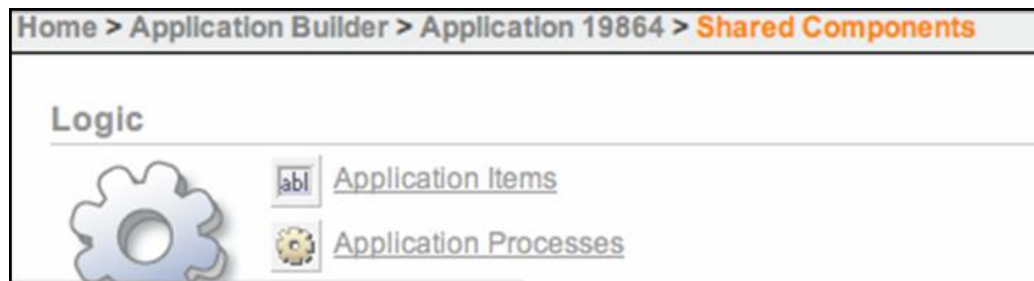 Home > Application Builder > Application 19864 > Shared Components
Logic
abl Application Items
Application Processes